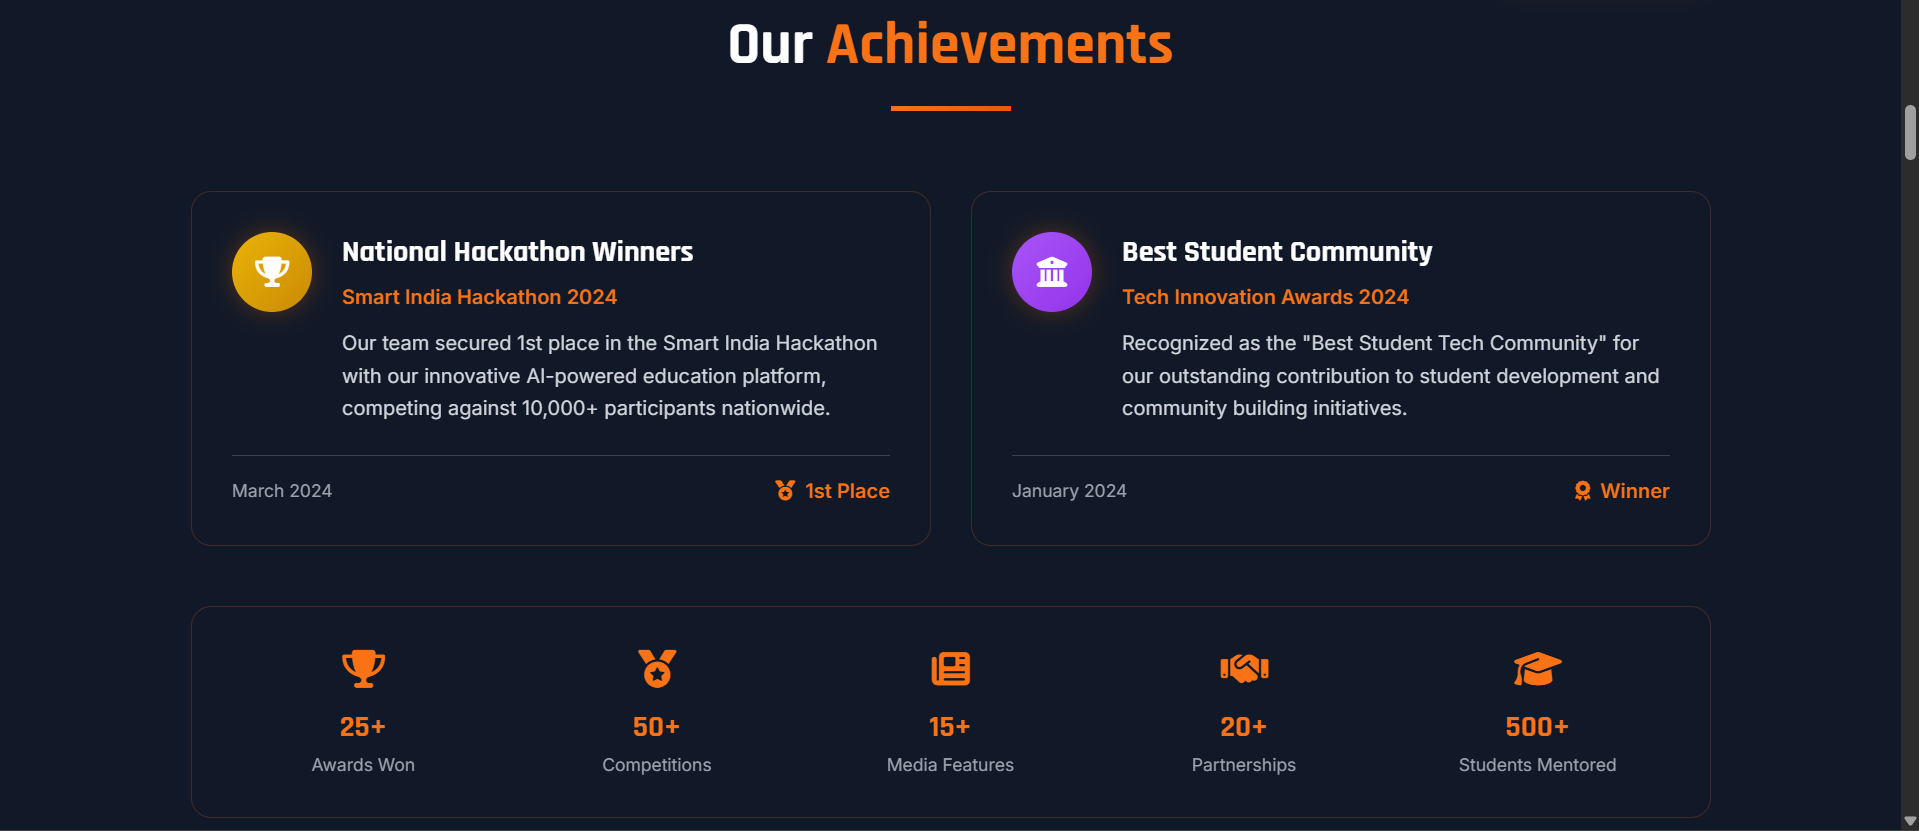 Our Achievements
National Hackathon Winners
Smart India Hackathon 2024
Our team secured 1st place in the Smart India Hackathon
with our innovative AI-powered education platform,
competing against 10,000+ participants nationwide.
March 2024
1st Place
Best Student Community
Tech Innovation Awards 2024
Recognized as the "Best Student Tech Community" for
our outstanding contribution to student development and
community building initiatives.
January 2024
Winner
25+
Awards Won
50+
Competitions
15+
Media Features
20+
Partnerships
500+
Students Mentored